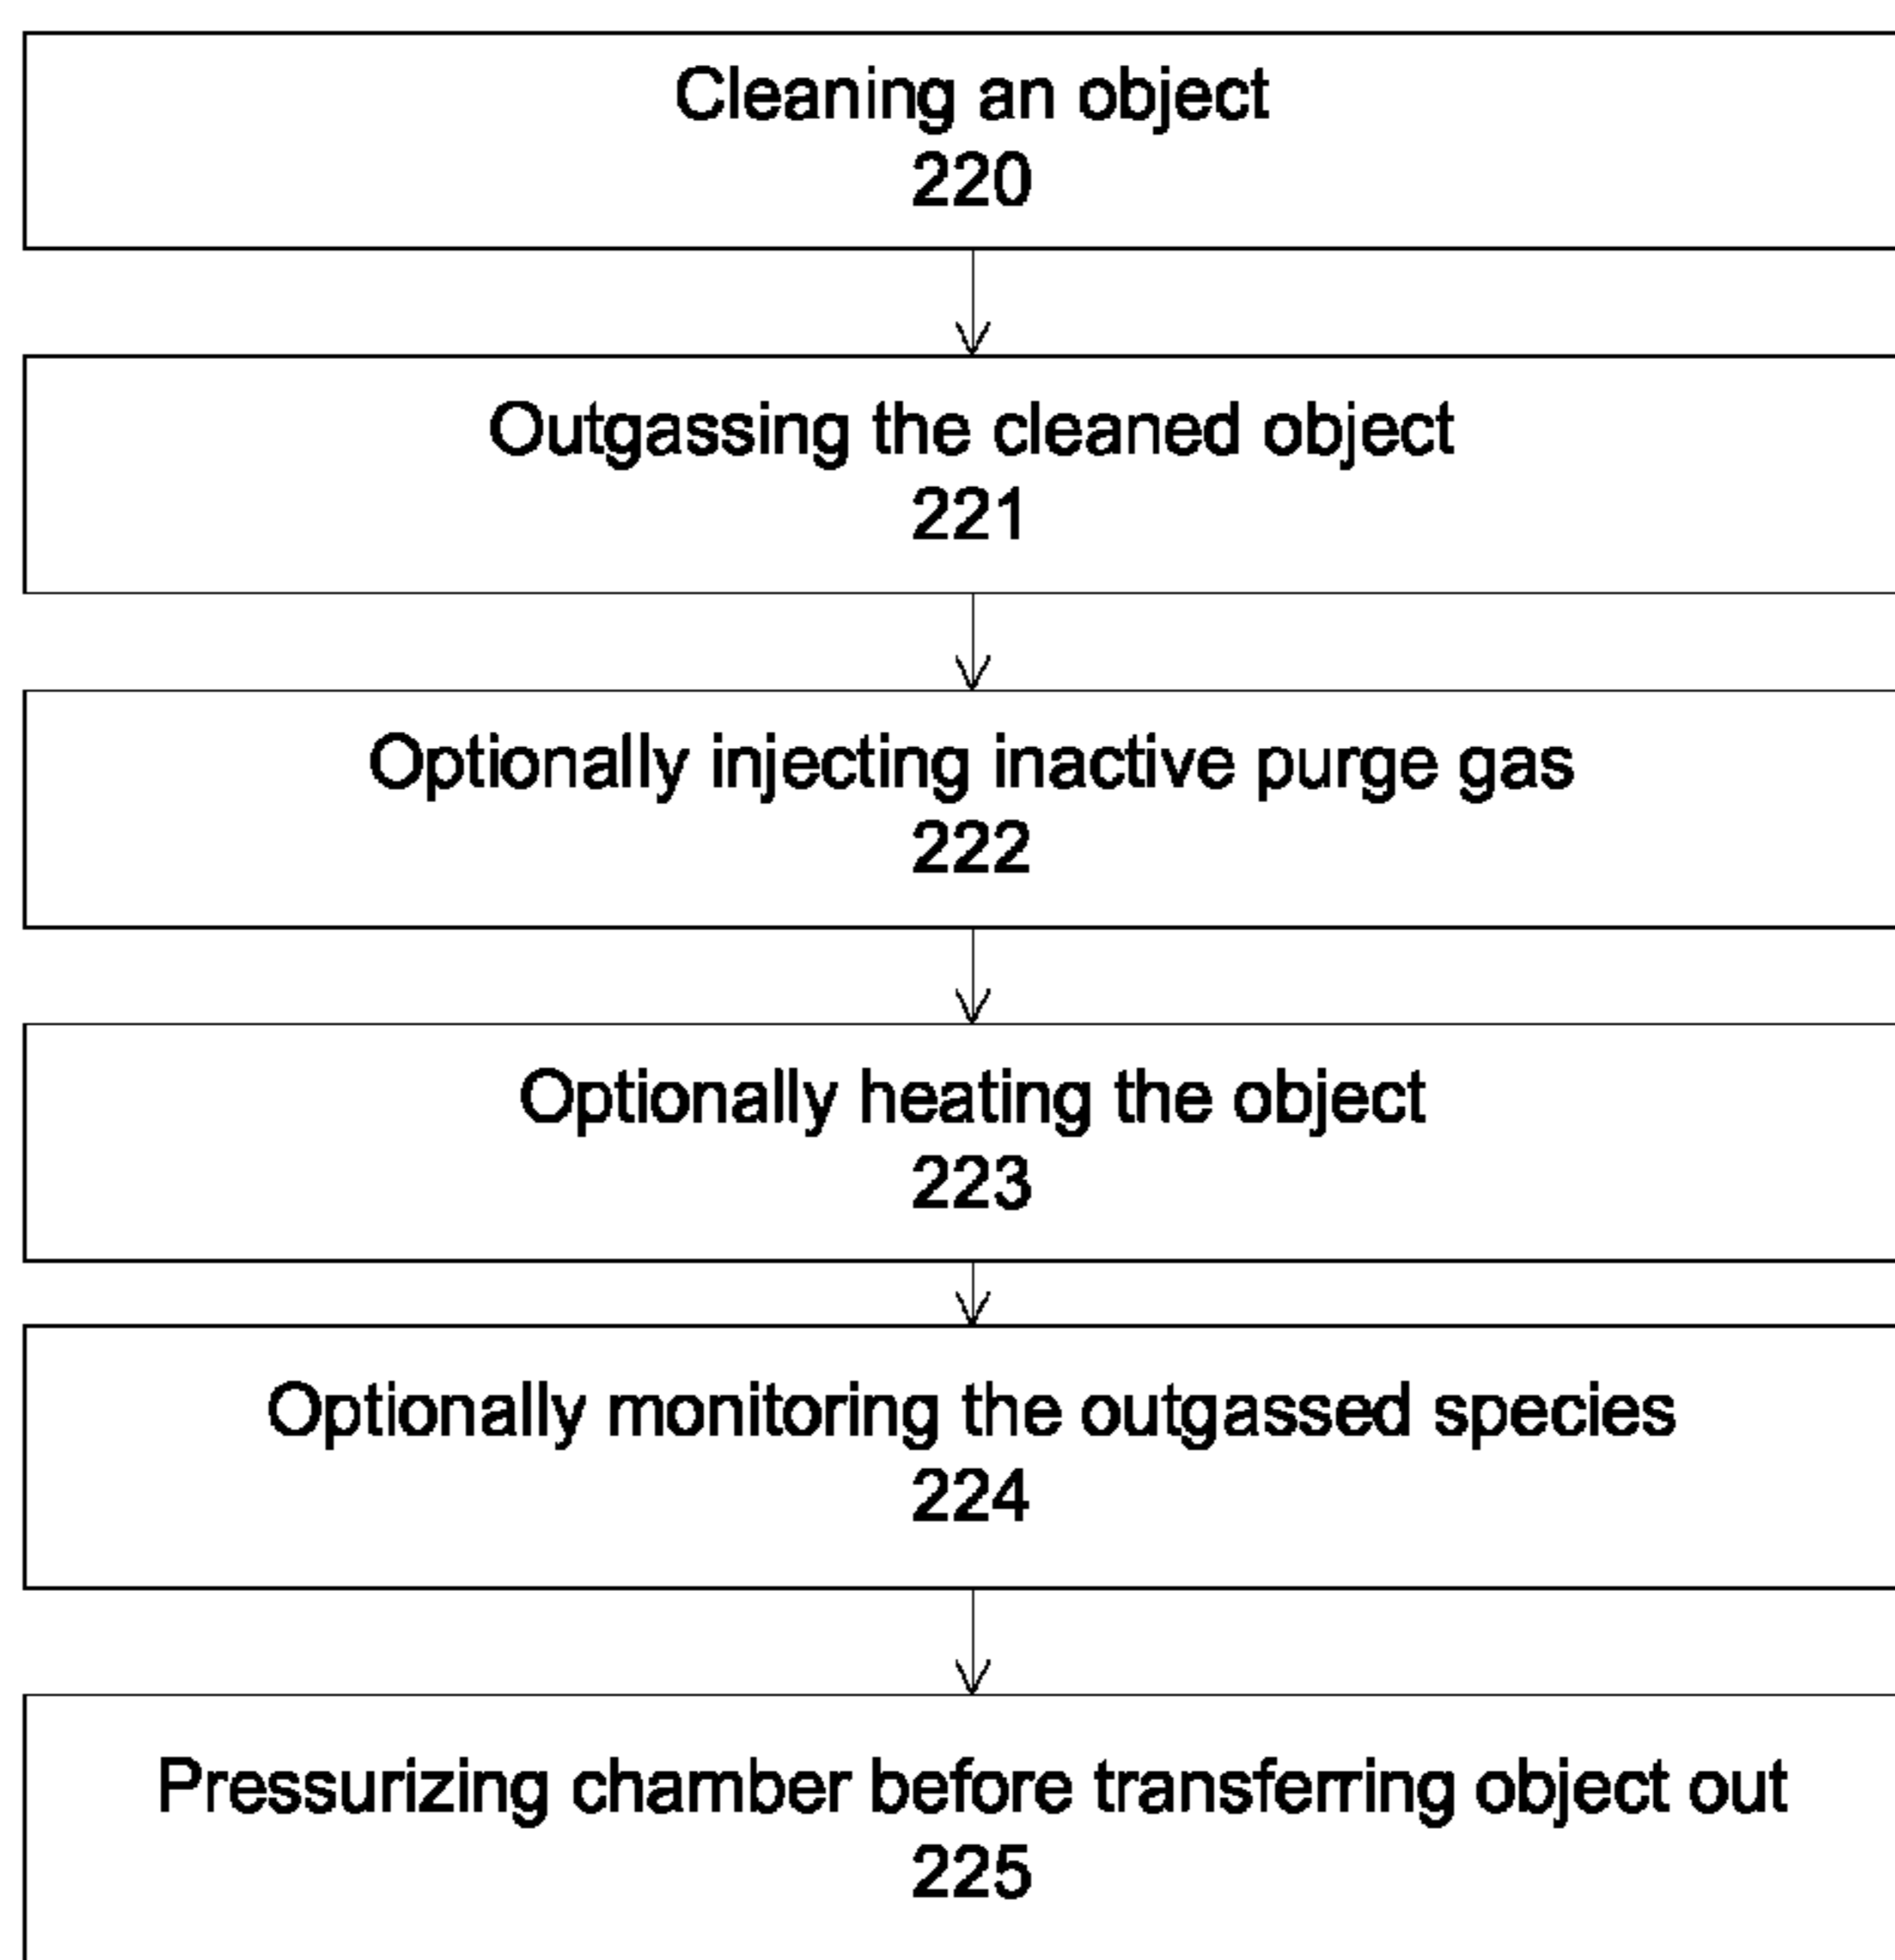 Cleaning an object
220
Outgassing the cleaned object
221
Optionally injecting inactive purge gas
222
Optionally heating the object
223
Optionally monitoring the outgassed species
224
Pressurizing chamber before transferring object out
225